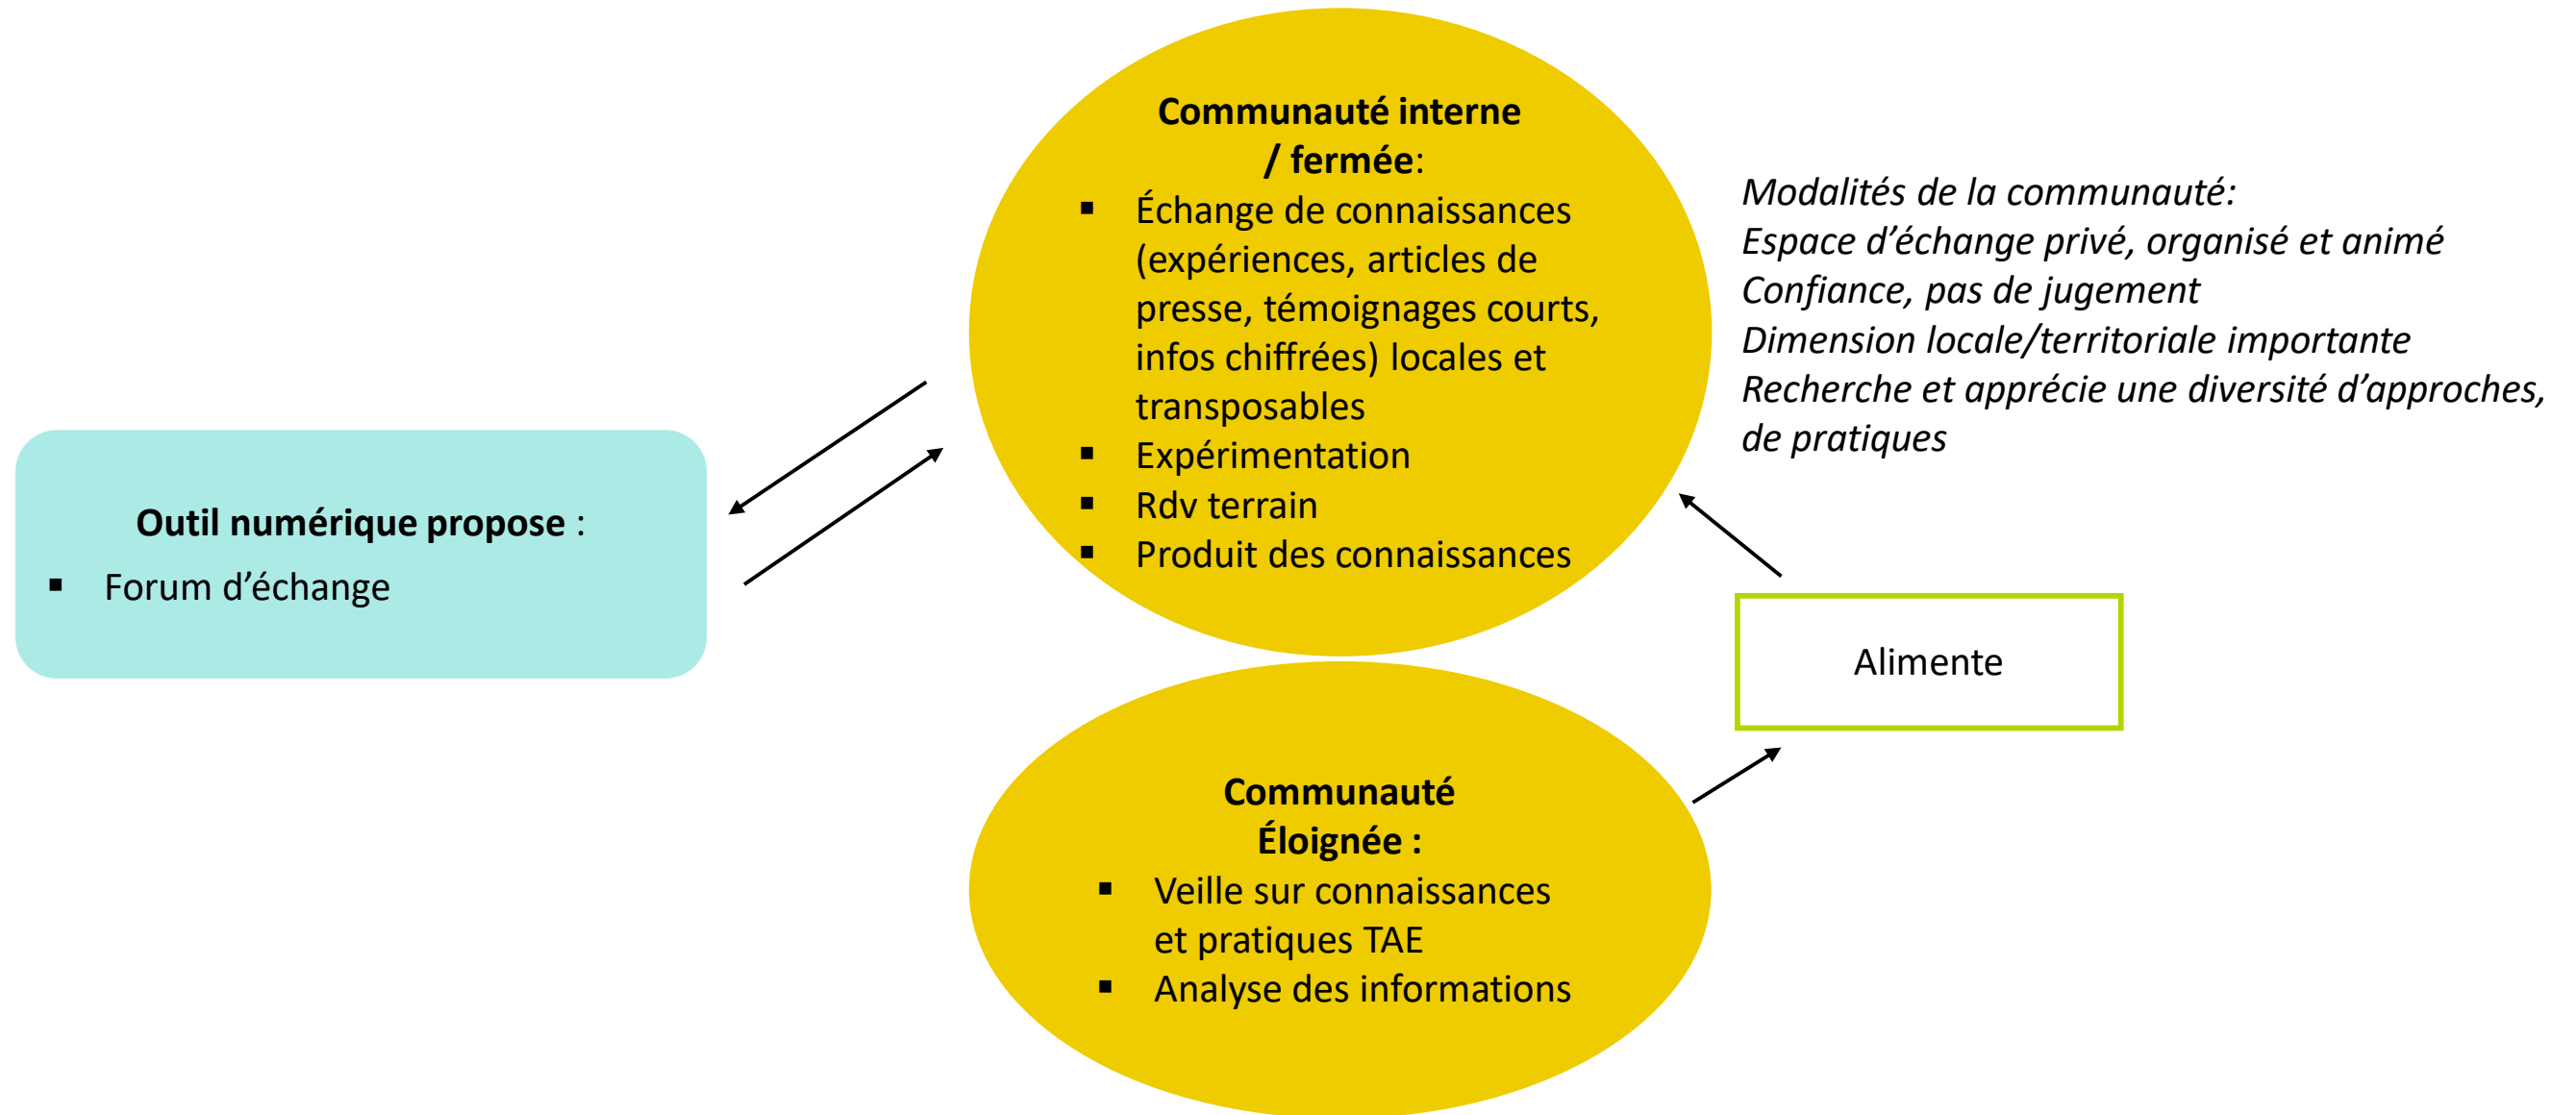 Communauté interne
/ fermée:
▪ Échange de connaissances
(expériences, articles de
presse, témoignages courts,
infos chiffrées) locales et
transposables
▪ Expérimentation
▪ Rdv terrain
▪ Produit des connaissances
Modalités de la communauté:
Espace d’échange privé, organisé et animé
Confiance, pas de jugement
Dimension locale/territoriale importante
Recherche et apprécie une diversité d’approches,
de pratiques
Outil numérique propose :
▪ Forum d’échange
Alimente
Communauté
Éloignée :
▪ Veille sur connaissances
et pratiques TAE
▪ Analyse des informations